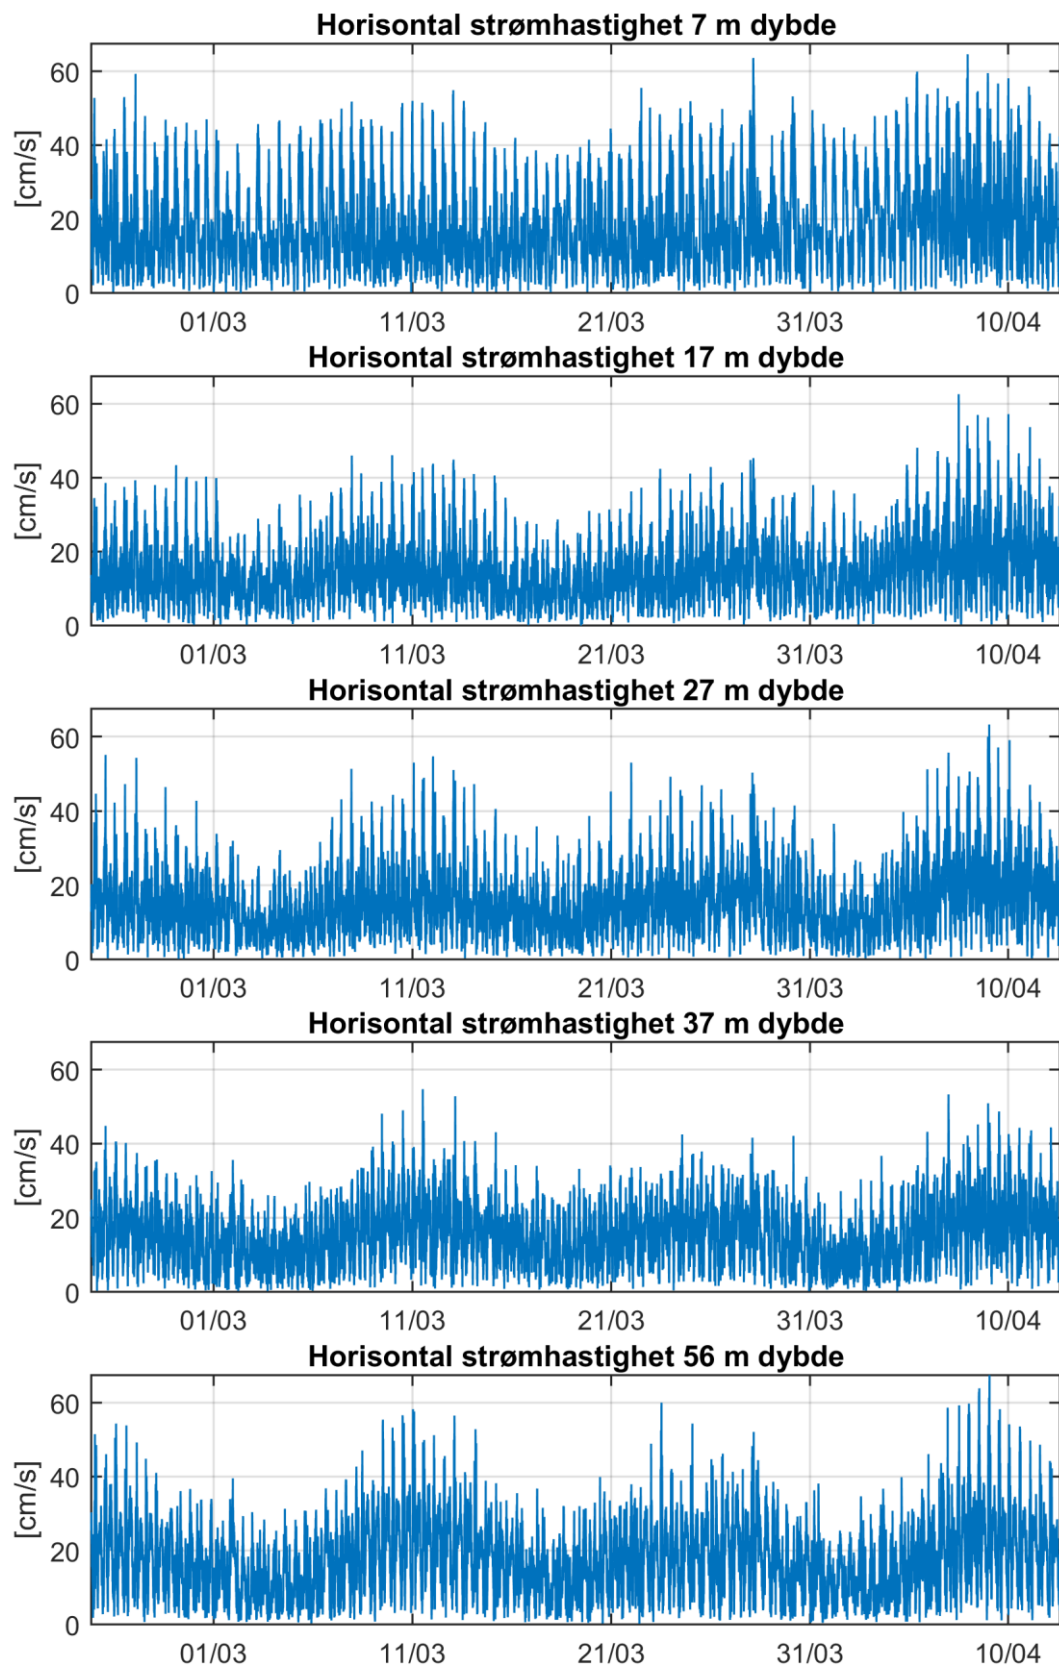 Horisontal strømhastighet 7 m dybde
60
40
20
0
[cm/s]
01/03 11/03 21/03 31/03 10/04
Horisontal strømhastighet 17 m dybde
60
40
20
0
[cm/s]
01/03 11/03 21/03 31/03 10/04
Horisontal strømhastighet 27 m dybde
60
40
20
0
[cm/s]
01/03 11/03 21/03 31/03 10/04
Horisontal strømhastighet 37 m dybde
60
40
20
0
[cm/s]
01/03 11/03 21/03 31/03 10/04
Horisontal strømhastighet 56 m dybde
60
40
20
0
[cm/s]
01/03 11/03 21/03 31/03 10/04